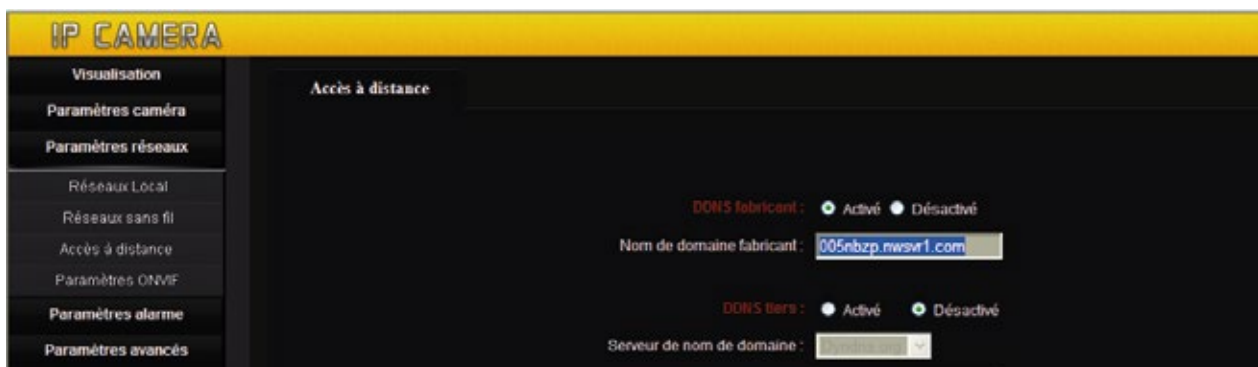 IP CAMERA
Visualisation
Paramètres caméra
Paramètres réseaux
Réseaux Local
Réseaux sans fil
Accès à distance
Paramètres ONVIF
Paramètres alarme
Paramètres avancés
Accès à distance
DDNS fabricant : Activé Désactivé
Nom de domaine fabricant : 005nbzp.nwsvr1.com
DDNS tiers : Activé Désactivé
Serveur de nom de domaine : Dyndns.org